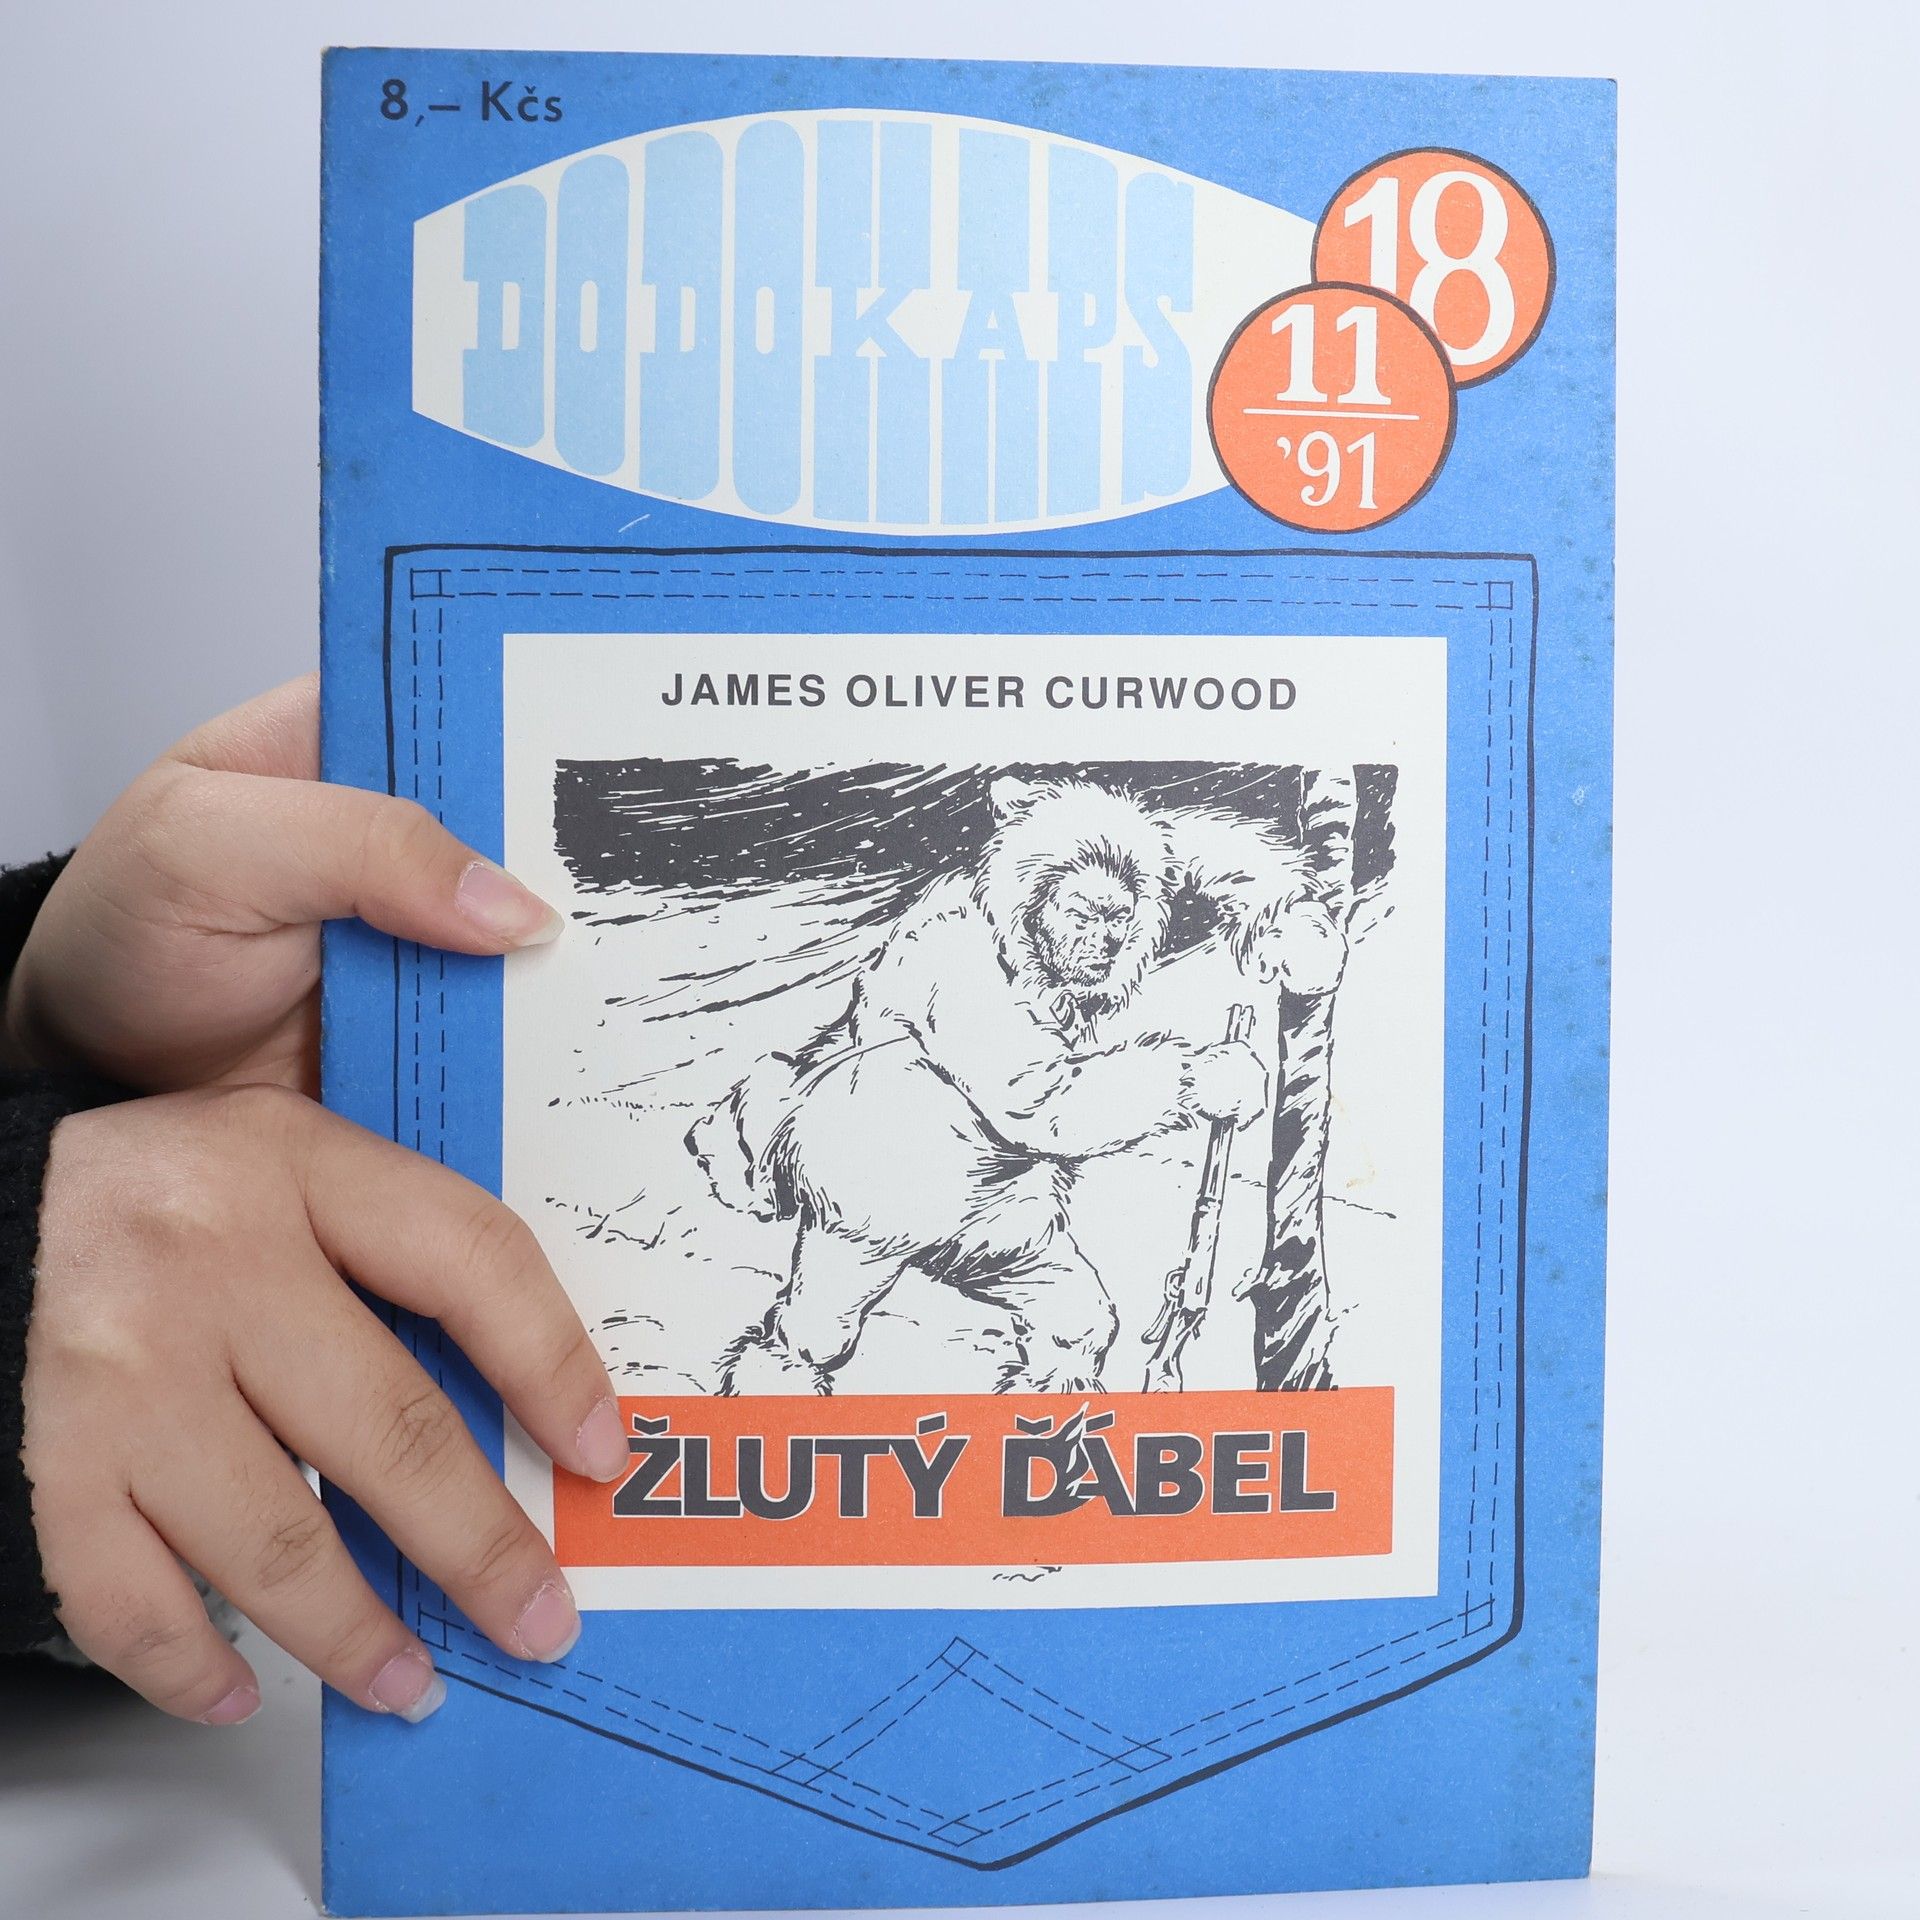 8,– Kčs
DODOKAPS
18
11
'91
JAMES OLIVER CURWOOD
ŽLUTÝ ĎÁBEL